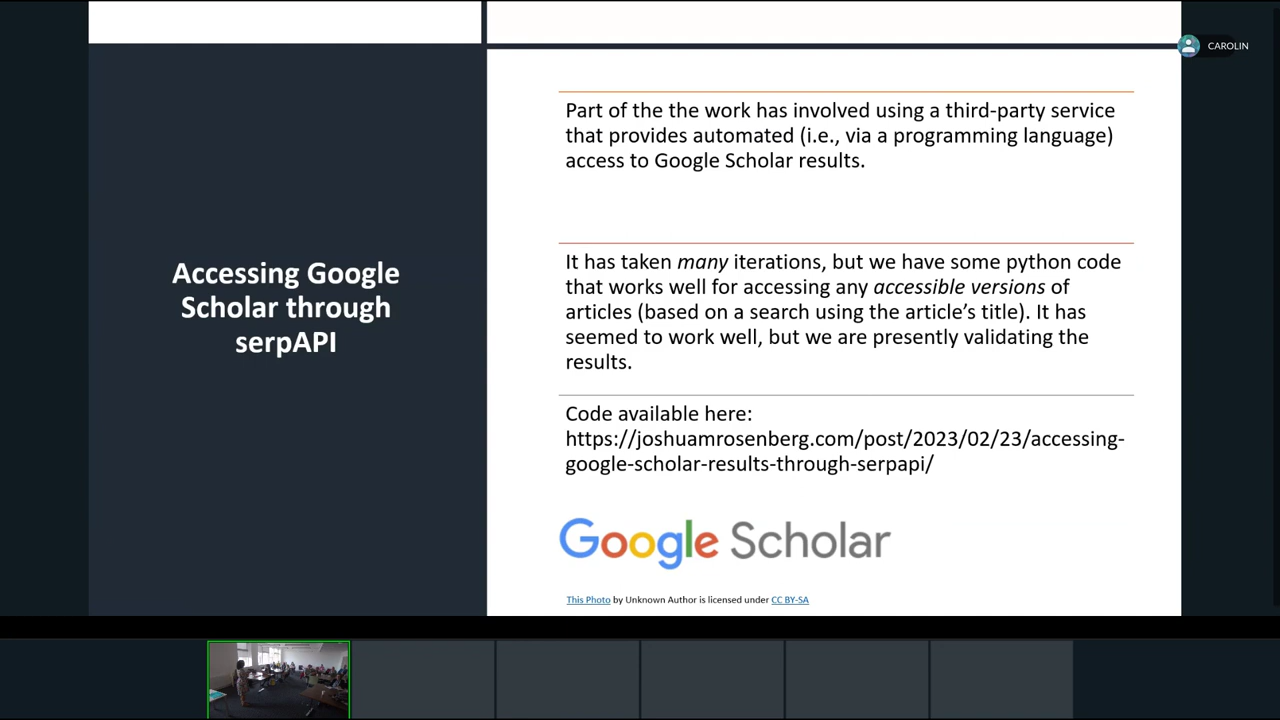 CAROLIN
Accessing Google
Scholar through
serpAPI
Part of the the work has involved using a third-party service
that provides automated (i.e., via a programming language)
access to Google Scholar results.
It has taken many iterations, but we have some python code
that works well for accessing any accessible versions of
articles (based on a search using the article’s title). It has
seemed to work well, but we are presently validating the
results.
Code available here:
https://joshuamrosenberg.com/post/2023/02/23/accessing-
google-scholar-results-through-serpapi/
Google Scholar
This Photo by Unknown Author is licensed under CC BY-SA